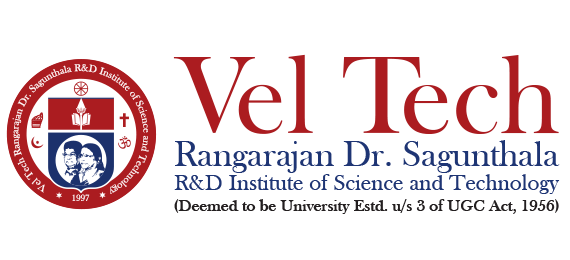 Vel Tech Rangarajan Dr. Sagunthala R&D Institute of Science and Technology
1997
Vel Tech
Rangarajan Dr. Sagunthala
R&D Institute of Science and Technology
(Deemed to be University Estd. u/s 3 of UGC Act, 1956)